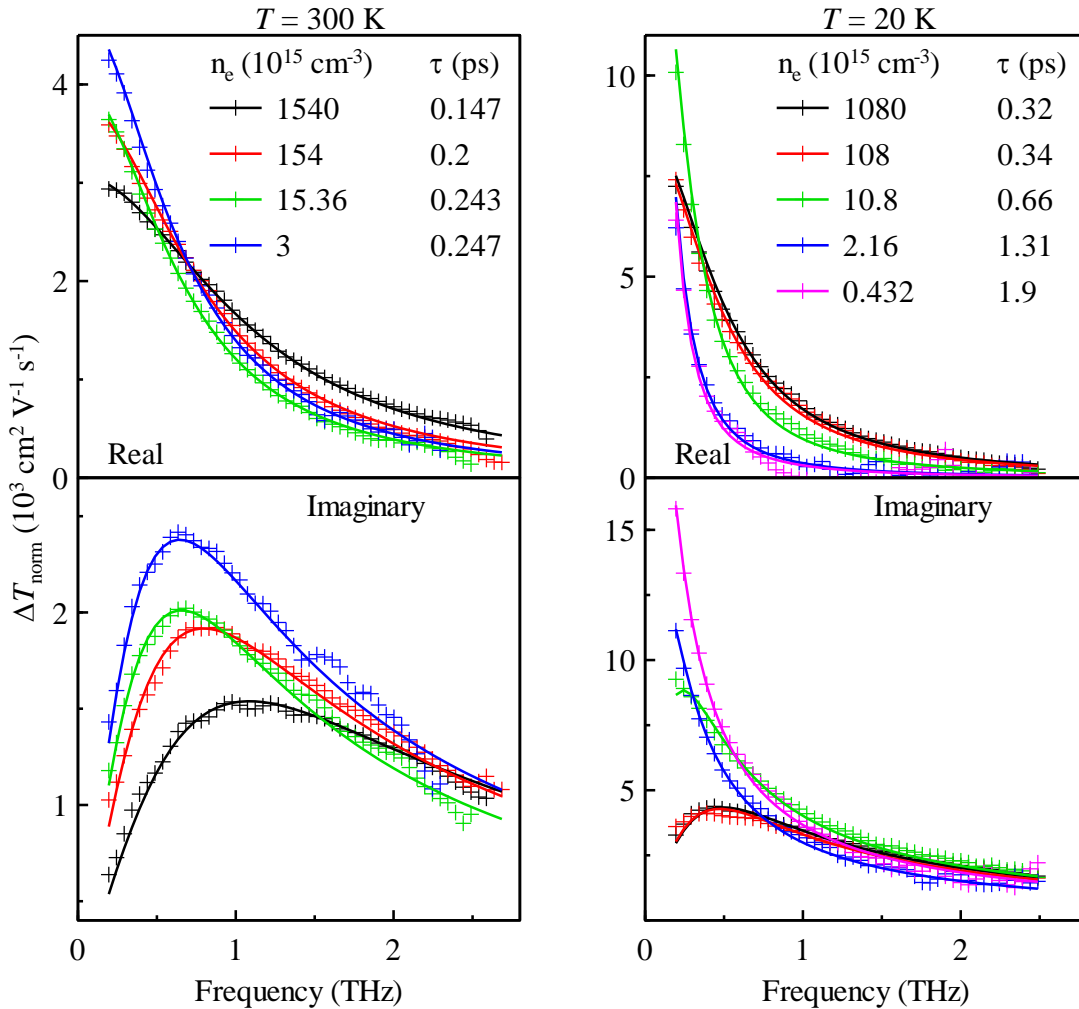 T = 300 K
n_e (10^15 cm^-3) τ (ps)
1540 0.147
154 0.2
15.36 0.243
3 0.247
4
2
0
Real
T = 20 K
n_e (10^15 cm^-3) τ (ps)
1080 0.32
108 0.34
10.8 0.66
2.16 1.31
0.432 1.9
10
5
0
Real
ΔT_norm (10^3 cm^2 V^-1 s^-1)
Imaginary
2
1
0 1 2
Frequency (THz)
Imaginary
15
10
5
0 1 2
Frequency (THz)